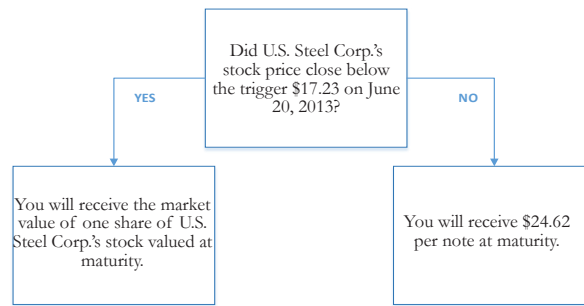 Did U.S. Steel Corp.'s
stock price close below
the trigger $17.23 on June
20, 2013?
YES
NO
You will receive the market
value of one share of U.S.
Steel Corp.'s stock valued at
maturity.
You will receive $24.62
per note at maturity.